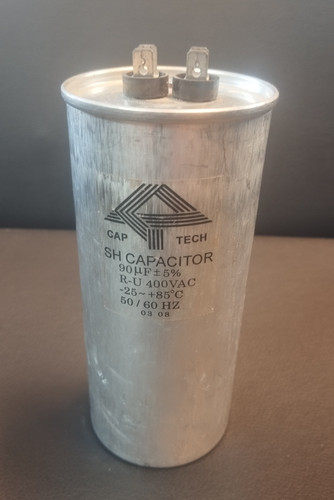 CAP TECH
SH CAPACITOR
90µF±5%
R-U 400VAC
-25~+85°C
50/60 HZ
03 08